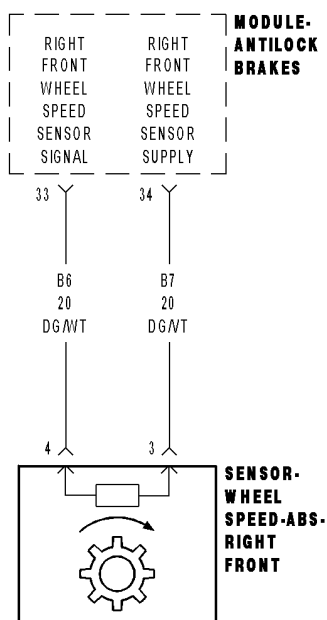 MODULE-
ANTILOCK
BRAKES
RIGHT RIGHT
FRONT FRONT
WHEEL WHEEL
SPEED SPEED
SENSOR SENSOR
SIGNAL SUPPLY
33 34
B6 B7
20 20
DG/WT DG/VT
4 3
SENSOR-
WHEEL
SPEED-ABS-
RIGHT
FRONT